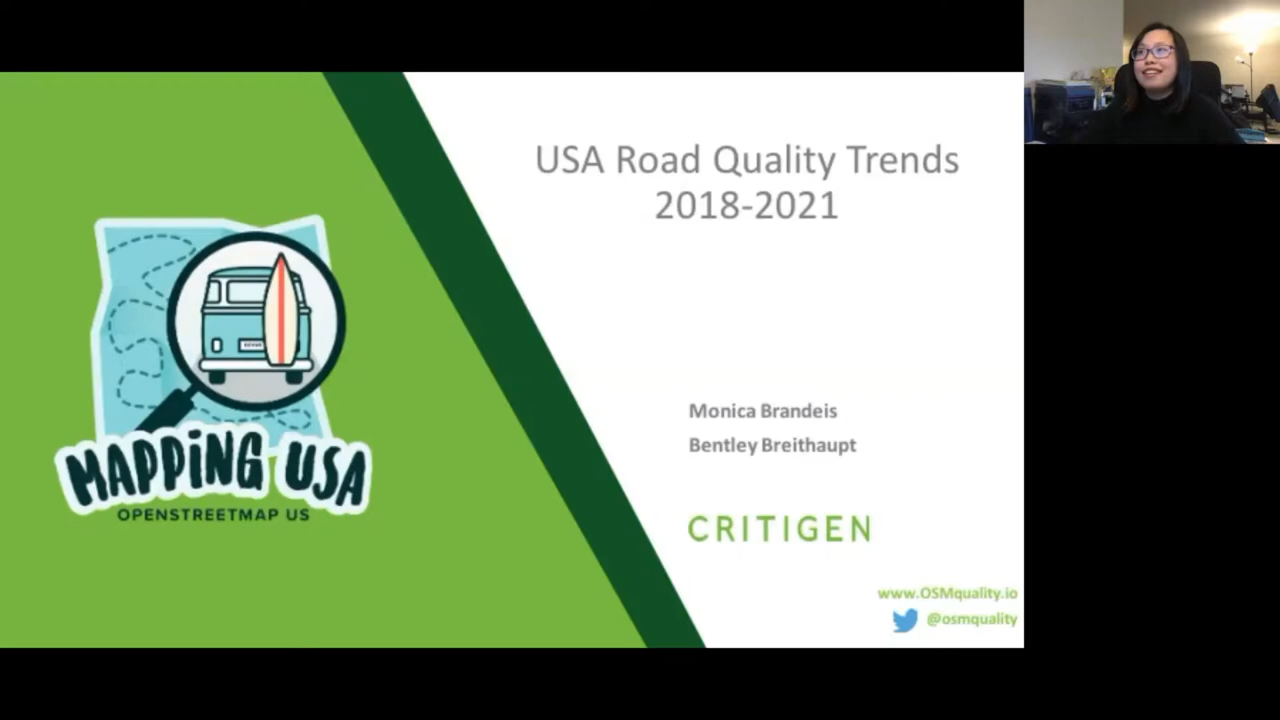 USA Road Quality Trends
2018-2021
MAPPiNG USA
OPENSTREETMAP US
Monica Brandeis
Bentley Breithaupt
CRITIGEN
www.OSMquality.io
@osmquality